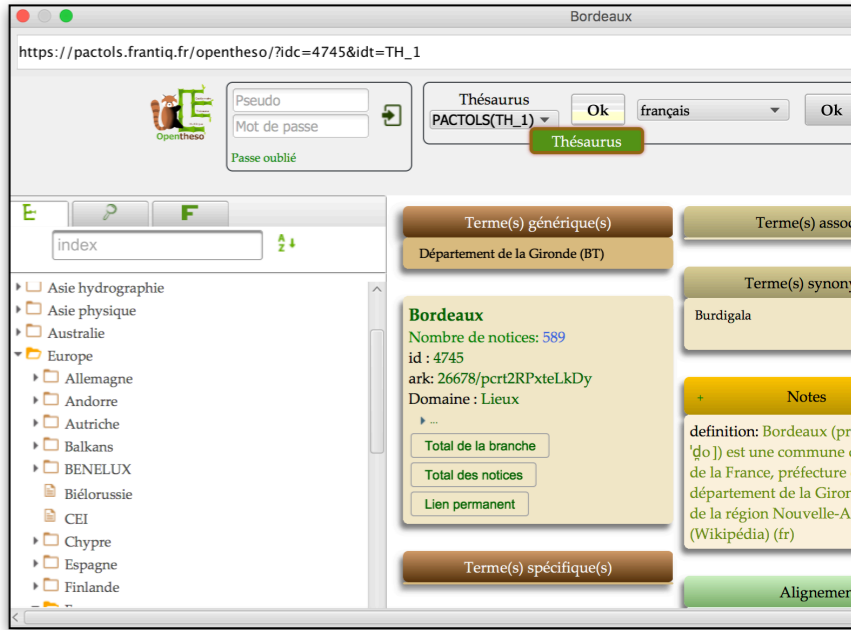 Bordeaux
https://pactols.frantiq.fr/opentheso/?idc=4745&idt=TH_1
Opentheso
Pseudo
Mot de passe
Passe oublié
Thésaurus
PACTOLS(TH_1)
Ok
français
Ok
Thésaurus
index
A
Z
Asie hydrographie
Asie physique
Australie
Europe
Allemagne
Andorre
Autriche
Balkans
BENELUX
Biélorussie
CEI
Chypre
Espagne
Finlande
Terme(s) générique(s)
Département de la Gironde (BT)
Bordeaux
Nombre de notices: 589
id : 4745
ark: 26678/pcrt2RPxteLkDy
Domaine : Lieux
...
Total de la branche
Total des notices
Lien permanent
Terme(s) spécifique(s)
Terme(s) assoc
Terme(s) synony
Burdigala
+ Notes
definition: Bordeaux (pr
'd̪o ]) est une commune
de la France, préfecture
département de la Giron
de la région Nouvelle-A
(Wikipédia) (fr)
Alignemen